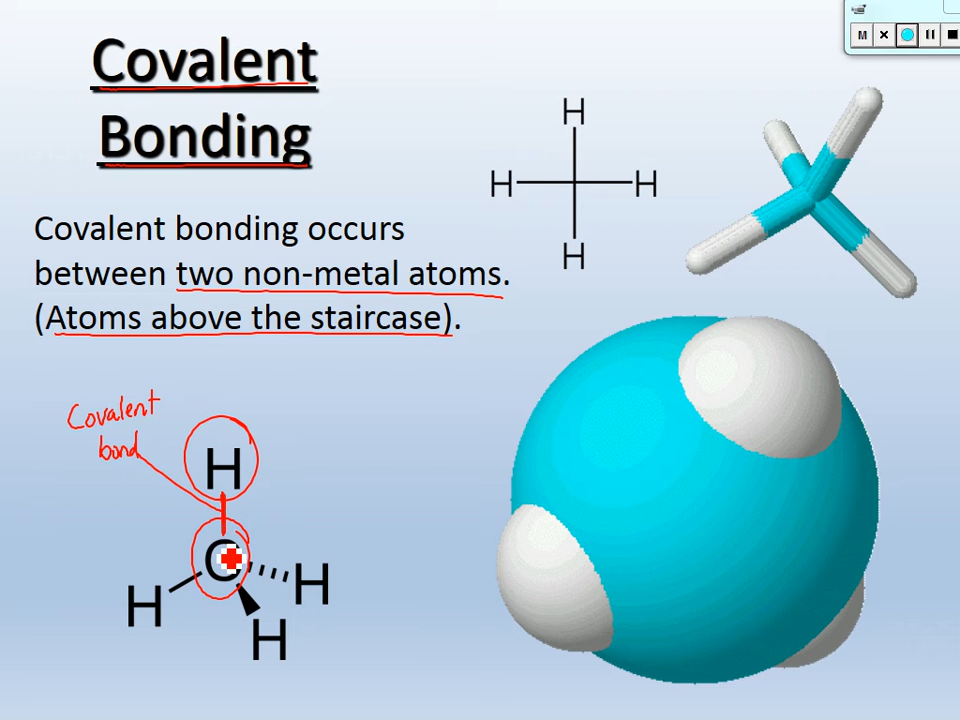 Covalent
Bonding
Covalent bonding occurs
between two non-metal atoms.
(Atoms above the staircase).
H
H H
H
Covalent
bond
H
C
H
H
H
M